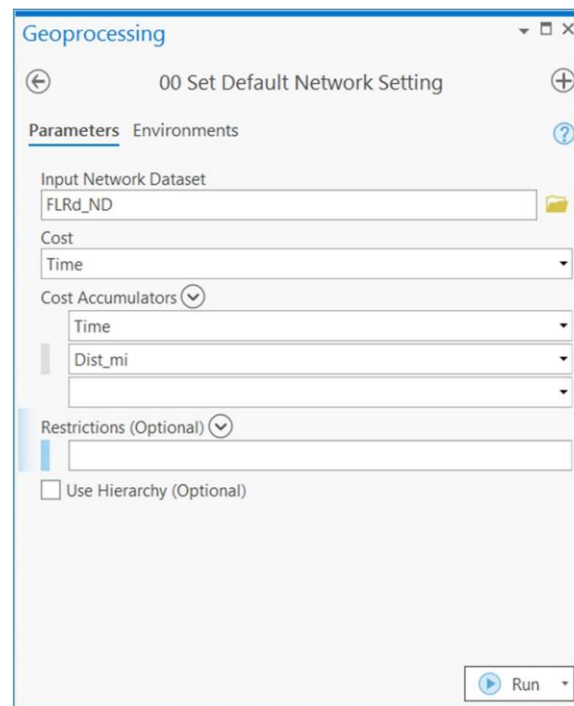 Geoprocessing
00 Set Default Network Setting
Parameters Environments
Input Network Dataset
FLRd_ND
Cost
Time
Cost Accumulators
Time
Dist_mi
Restrictions (Optional)
Use Hierarchy (Optional)
Run